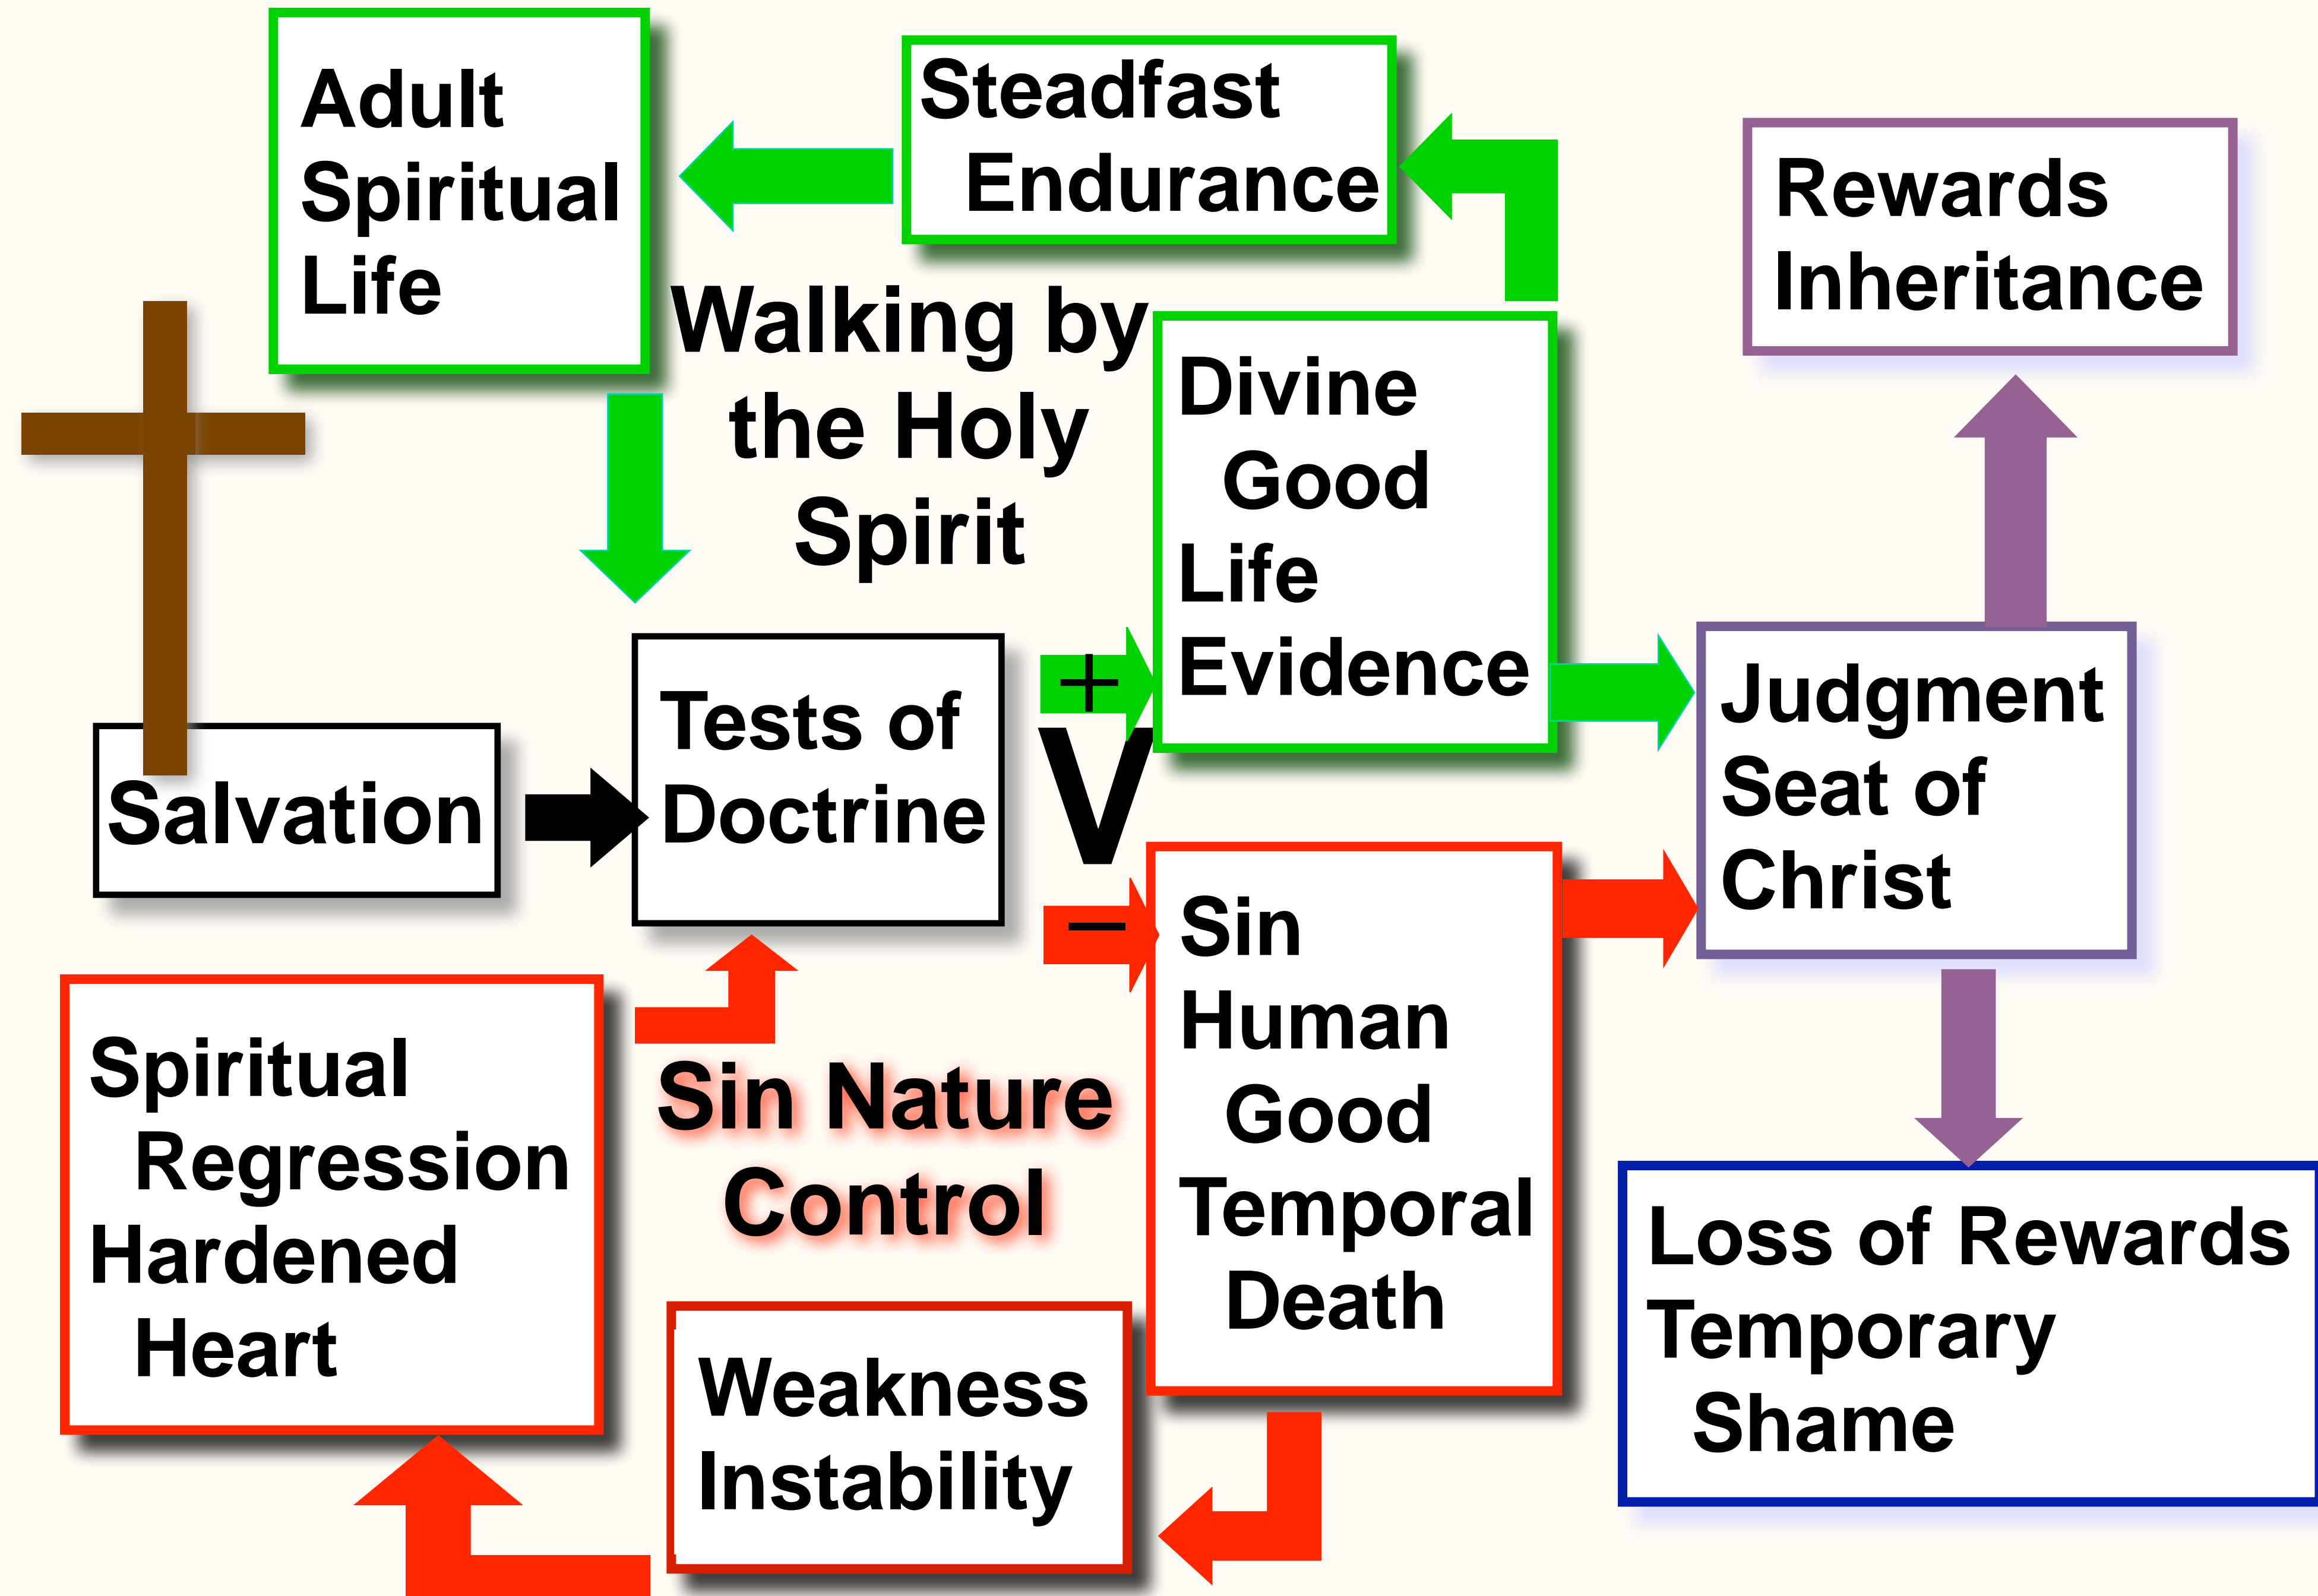 Adult
Spiritual
Life
Steadfast
Endurance
Rewards
Inheritance
Walking by
the Holy
Spirit
Divine
Good
Life
Evidence
Salvation
Tests of
Doctrine
+
V
–
Judgment
Seat of
Christ
Spiritual
Regression
Hardened
Heart
Sin Nature
Control
Sin
Human
Good
Temporal
Death
Weakness
Instability
Loss of Rewards
Temporary
Shame